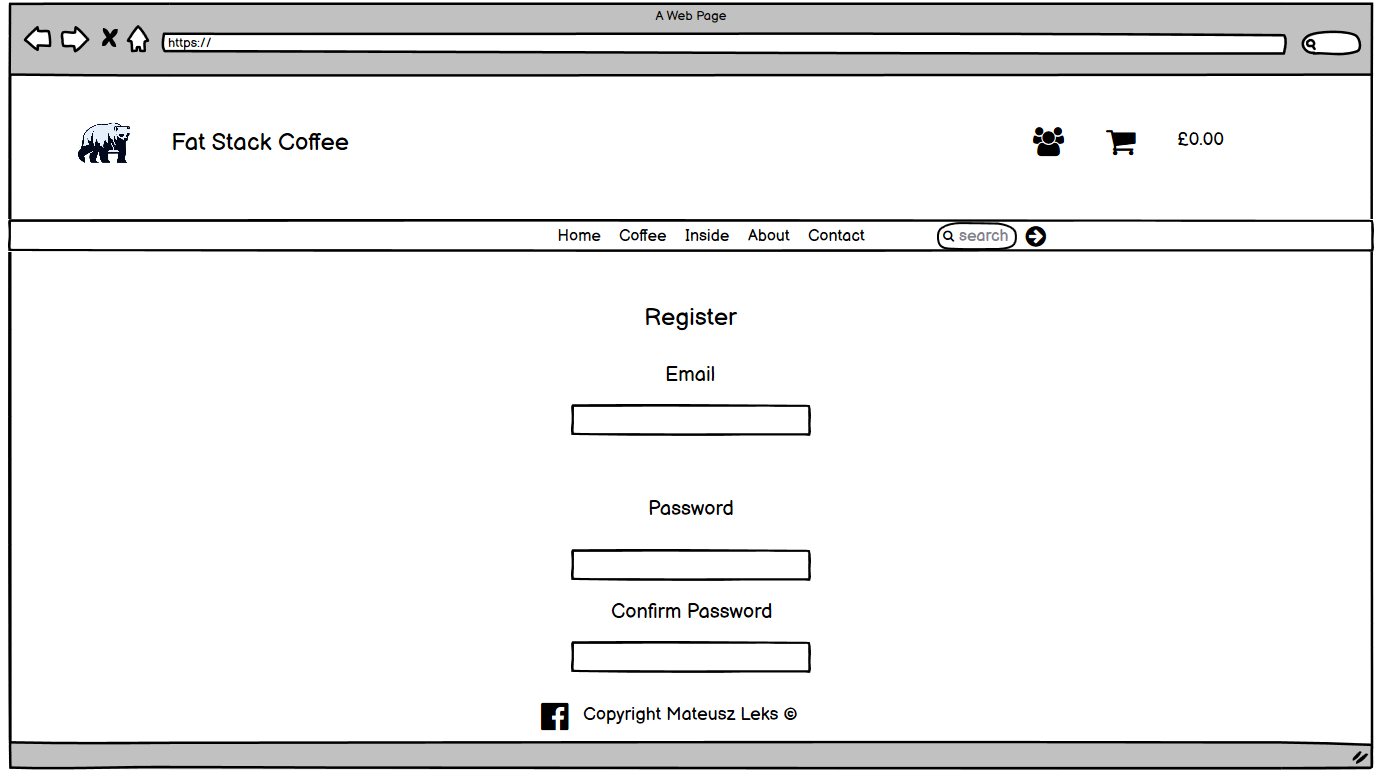 A Web Page
https://
Fat Stack Coffee
£0.00
Home Coffee Inside About Contact search
Register
Email
Password
Confirm Password
Copyright Mateusz Leks ©